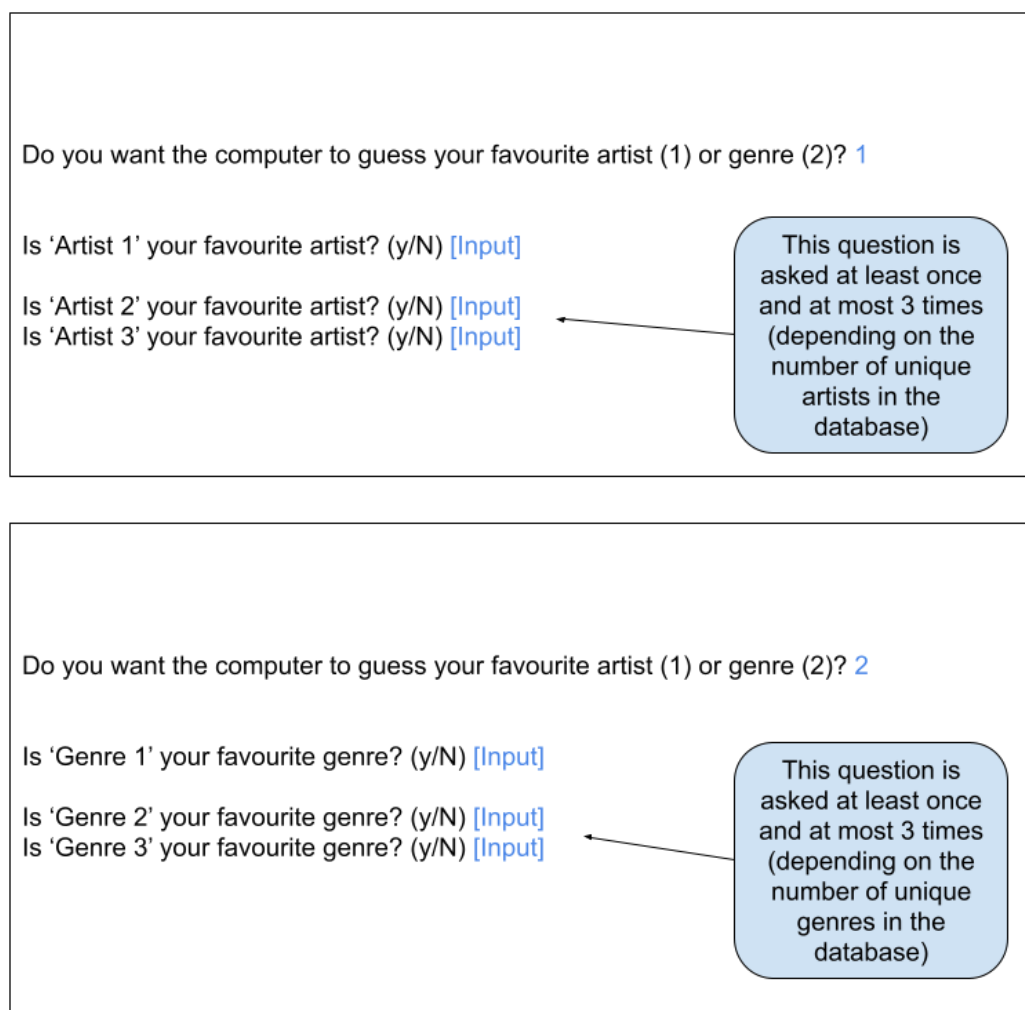 Do you want the computer to guess your favourite artist (1) or genre (2)? 1
Is ‘Artist 1’ your favourite artist? (y/N) [Input]
Is ‘Artist 2’ your favourite artist? (y/N) [Input]
Is ‘Artist 3’ your favourite artist? (y/N) [Input]
This question is
asked at least once
and at most 3 times
(depending on the
number of unique
artists in the
database)
Do you want the computer to guess your favourite artist (1) or genre (2)? 2
Is ‘Genre 1’ your favourite genre? (y/N) [Input]
Is ‘Genre 2’ your favourite genre? (y/N) [Input]
Is ‘Genre 3’ your favourite genre? (y/N) [Input]
This question is
asked at least once
and at most 3 times
(depending on the
number of unique
genres in the
database)